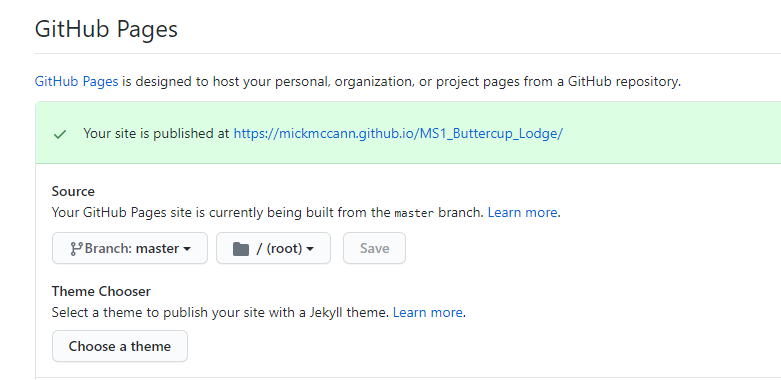 GitHub Pages
GitHub Pages is designed to host your personal, organization, or project pages from a GitHub repository.
Your site is published at https://mickmccann.github.io/MS1_Buttercup_Lodge/
Source
Your GitHub Pages site is currently being built from the master branch. Learn more.
Branch: master / (root) Save
Theme Chooser
Select a theme to publish your site with a Jekyll theme. Learn more.
Choose a theme